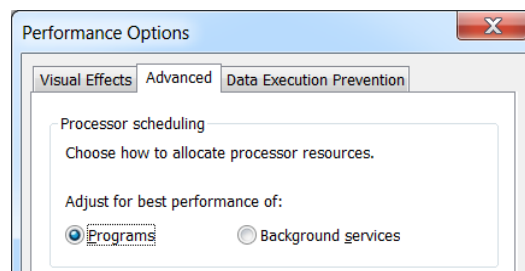 Performance Options
Visual Effects Advanced Data Execution Prevention
Processor scheduling
Choose how to allocate processor resources.
Adjust for best performance of:
Programs Background services